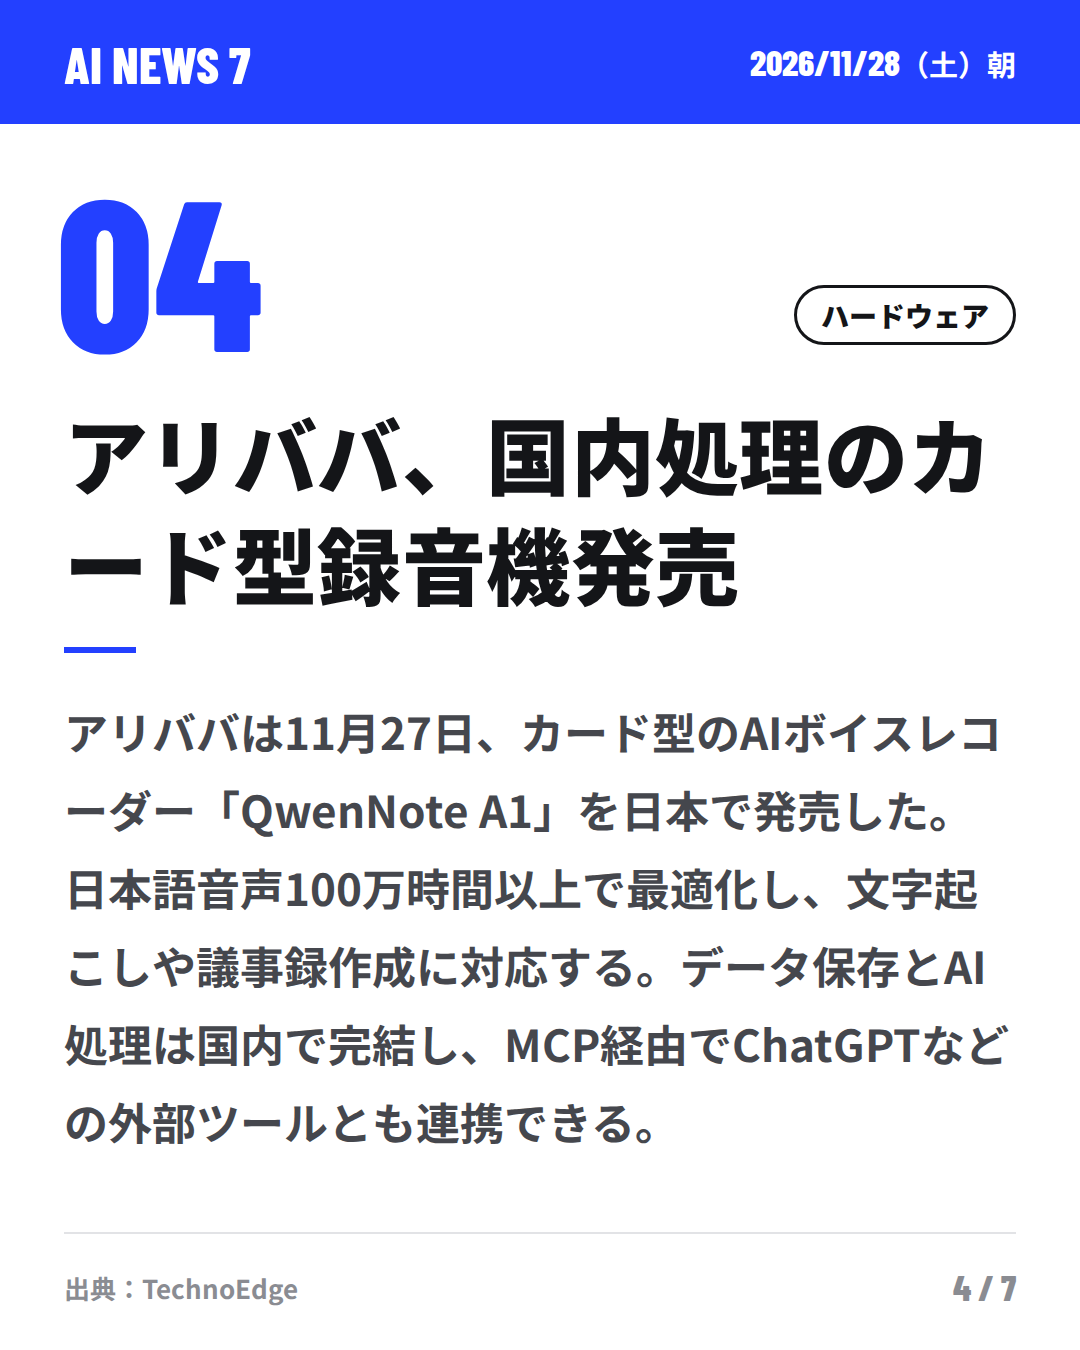 AI NEWS 7
2026/11/28（土）朝
04
ハードウェア
アリババ、国内処理のカ
ード型録音機発売
アリババは11月27日、カード型のAIボイスレコ
ーダー「QwenNote A1」を日本で発売した。
日本語音声100万時間以上で最適化し、文字起
こしや議事録作成に対応する。データ保存とAI
処理は国内で完結し、MCP経由でChatGPTなど
の外部ツールとも連携できる。
出典：TechnoEdge
4 / 7